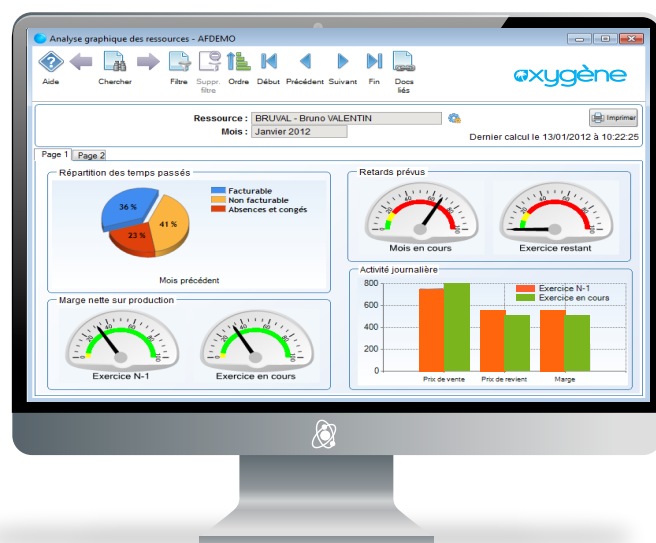 Analyse graphique des ressources - AFDEMO
Aide Chercher Filtre Suppr. filtre Ordre Début Précédent Suivant Fin Docs liés
oxygène
Ressource : BRUVAL - Bruno VALENTIN
Imprimer
Mois : Janvier 2012
Dernier calcul le 13/01/2012 à 10:22:25
Page 1 Page 2
Répartition des temps passés
36 %
41 %
23 %
Facturable
Non facturable
Absences et congés
Mois précédent
Retards prévus
Mois en cours
Exercice restant
Marge nette sur production
Exercice N-1
Exercice en cours
Activité journalière
800
600
400
200
0
Exercice N-1
Exercice en cours
Prix de vente Prix de revient Marge